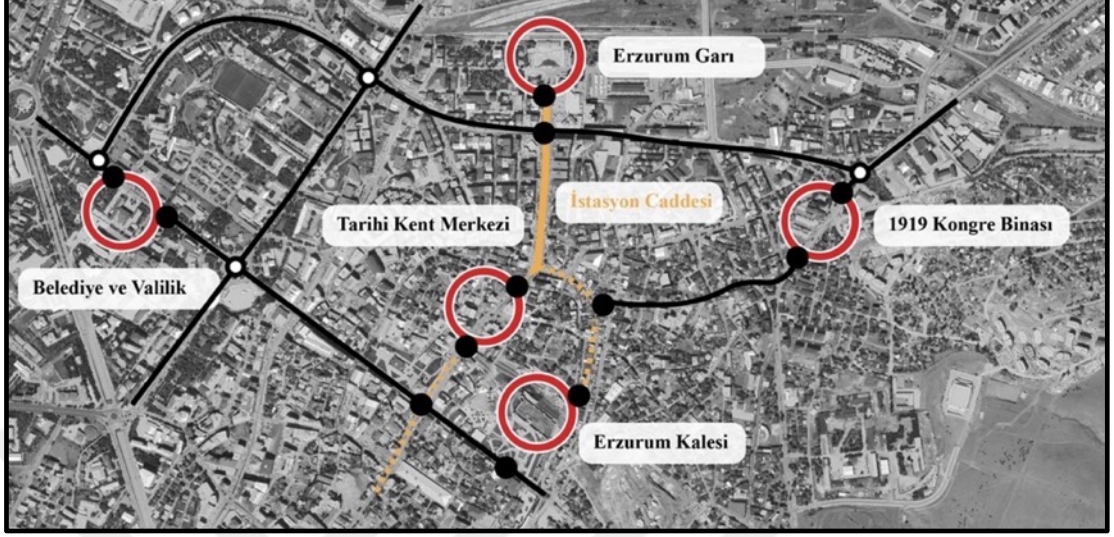 Erzurum Garı
İstasyon Caddesi
Tarihi Kent Merkezi
1919 Kongre Binası
Belediye ve Valilik
Erzurum Kalesi